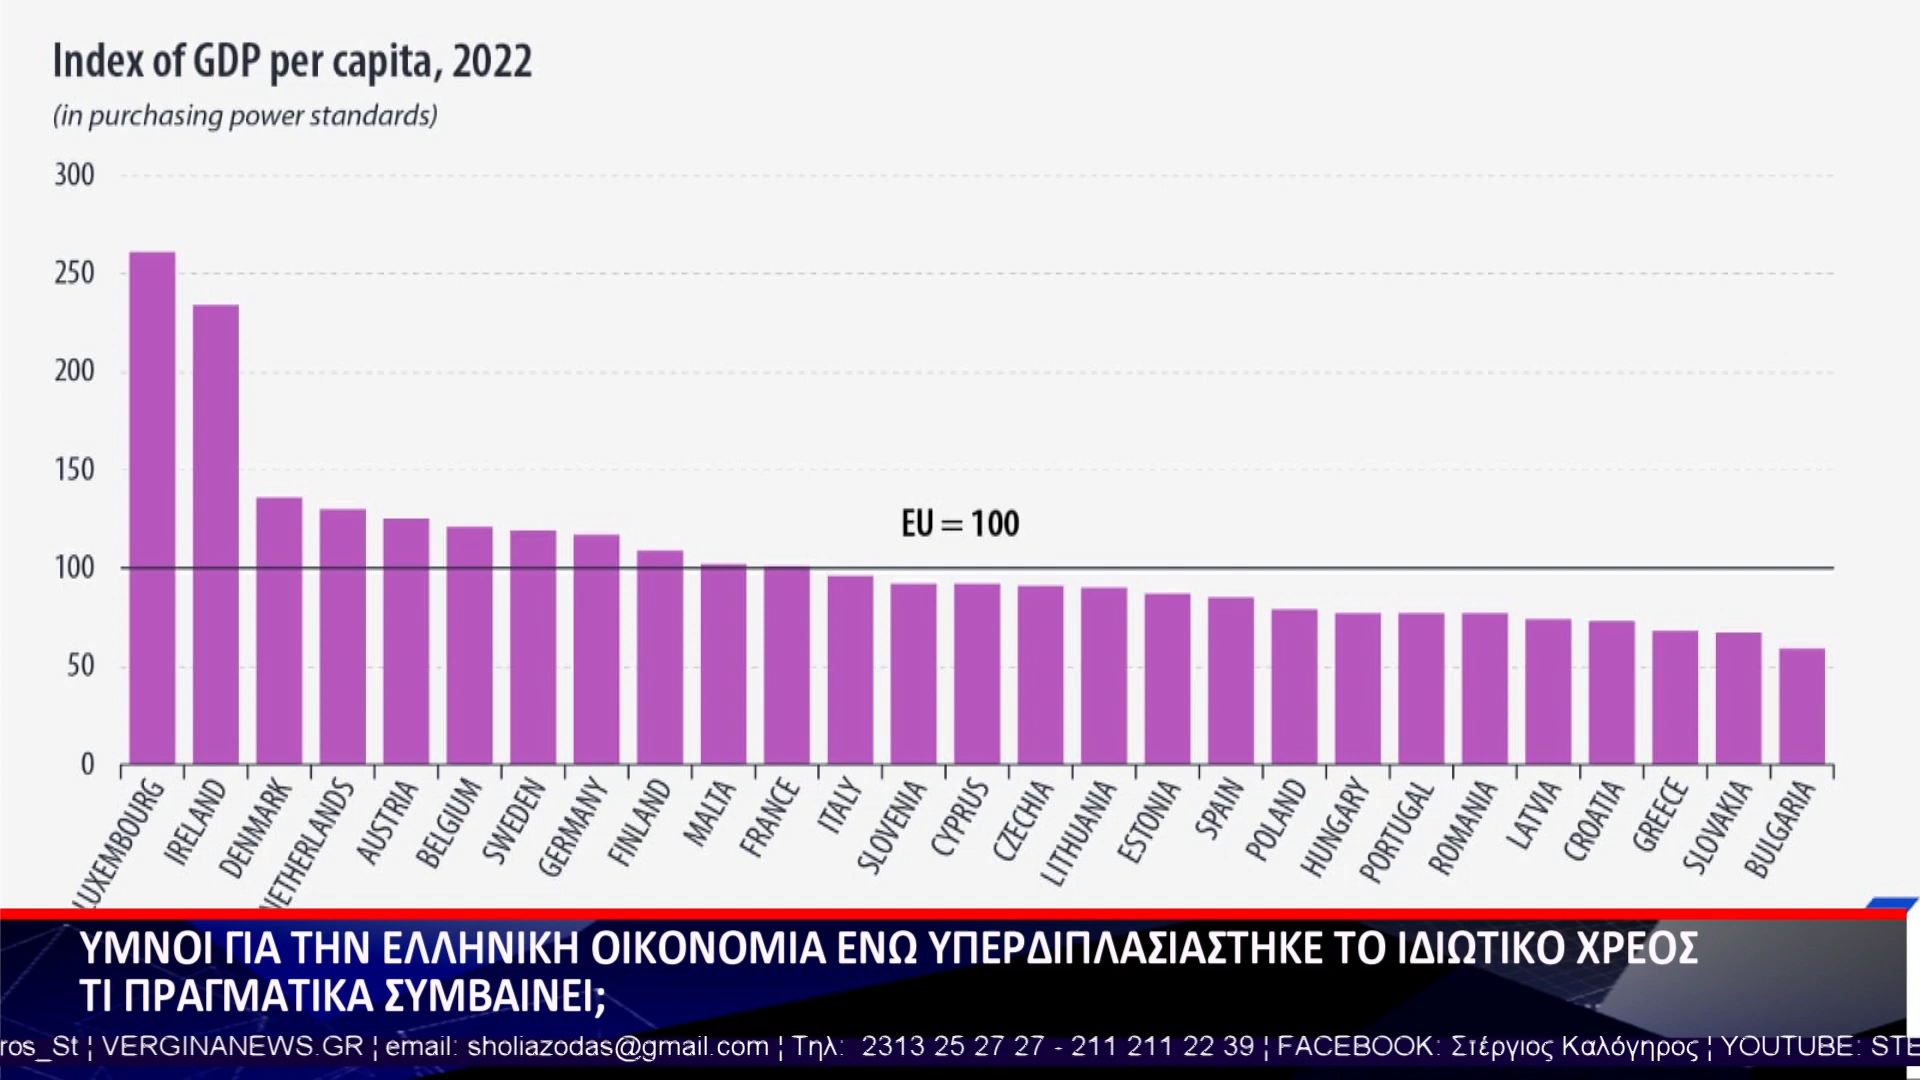 Index of GDP per capita, 2022
(in purchasing power standards)
300
250
200
150
EU = 100
100
50
0
LUXEMBOURG
IRELAND
DENMARK
NETHERLANDS
AUSTRIA
BELGIUM
SWEDEN
GERMANY
FINLAND
MALTA
FRANCE
ITALY
SLOVENIA
CYPRUS
CZECHIA
LITHUANIA
ESTONIA
SPAIN
POLAND
HUNGARY
PORTUGAL
ROMANIA
LATVIA
CROATIA
GREECE
SLOVAKIA
BULGARIA
ΥΜΝΟΙ ΓΙΑ ΤΗΝ ΕΛΛΗΝΙΚΗ ΟΙΚΟΝΟΜΙΑ ΕΝΩ ΥΠΕΡΔΙΠΛΑΣΙΑΣΤΗΚΕ ΤΟ ΙΔΙΩΤΙΚΟ ΧΡΕΟΣ
ΤΙ ΠΡΑΓΜΑΤΙΚΑ ΣΥΜΒΑΙΝΕΙ;
ros_St ¦ VERGINANEWS.GR ¦ email: sholiazodas@gmail.com ¦ Τηλ: 2313 25 27 27 - 211 211 22 39 ¦ FACEBOOK: Στέργιος Καλόγηρος ¦ YOUTUBE: STE